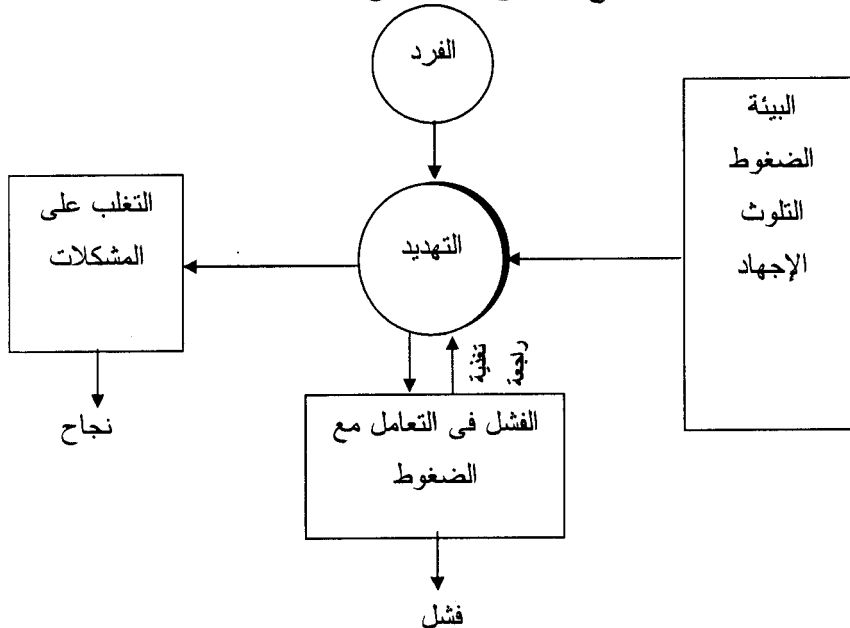 الفرد
البيئة
الضغوط
التلوث
الإجهاد
التهديد
التغلب على
المشكلات
نجاح
تغذية
راجعة
الفشل فى التعامل مع
الضغوط
فشل